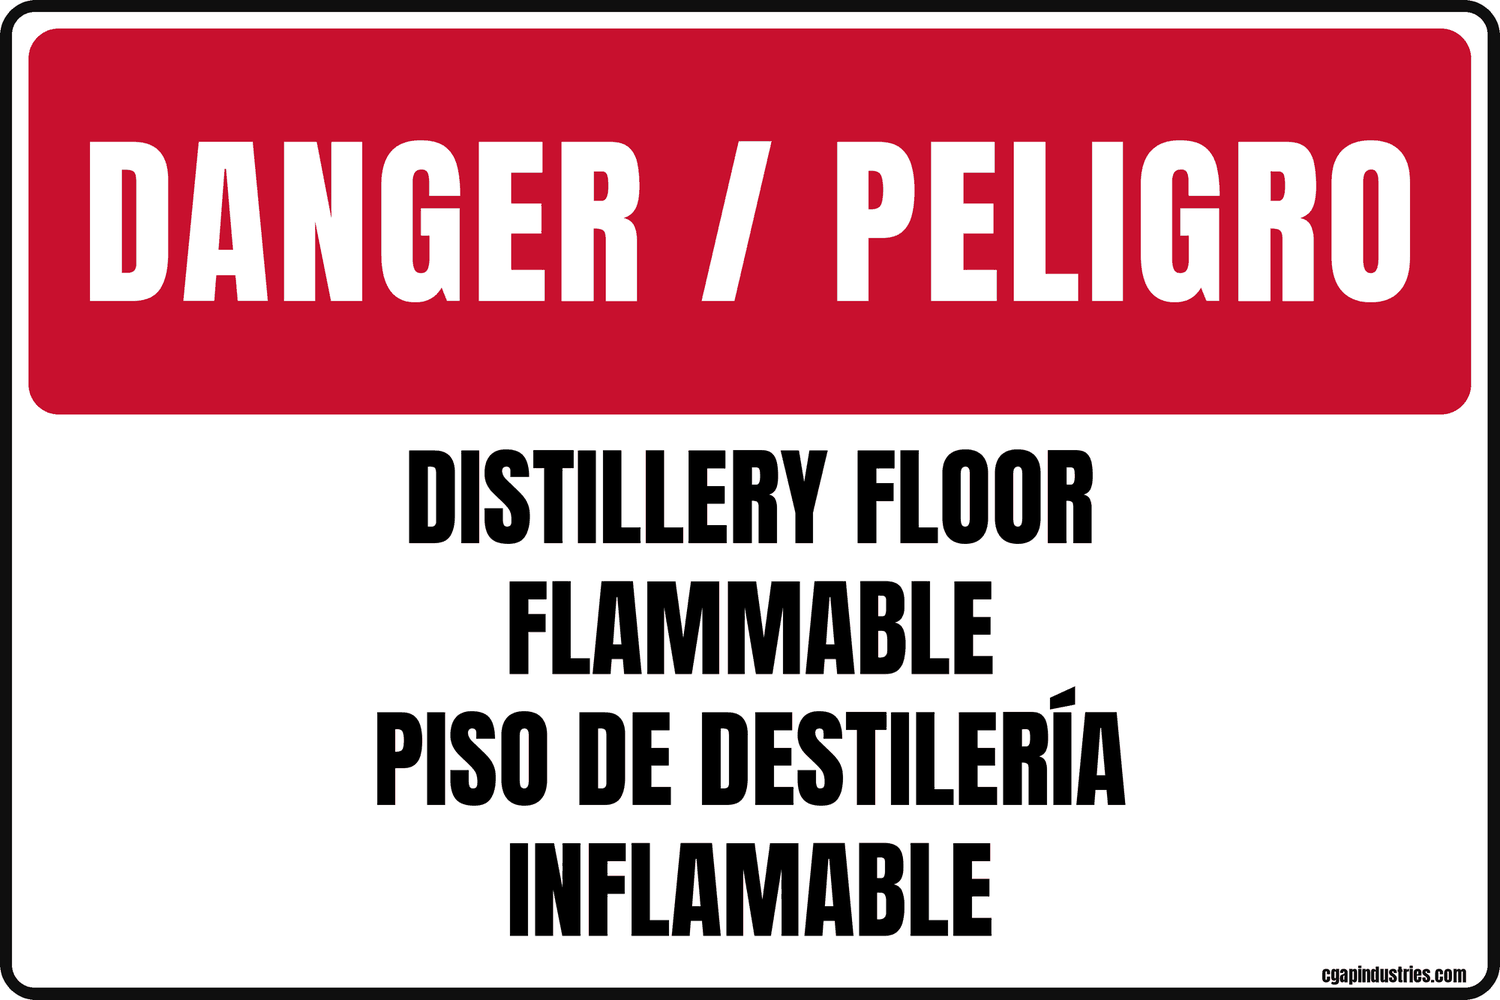 DANGER / PELIGRO
DISTILLERY FLOOR
FLAMMABLE
PISO DE DESTILERÍA
INFLAMABLE
cgapindustries.com